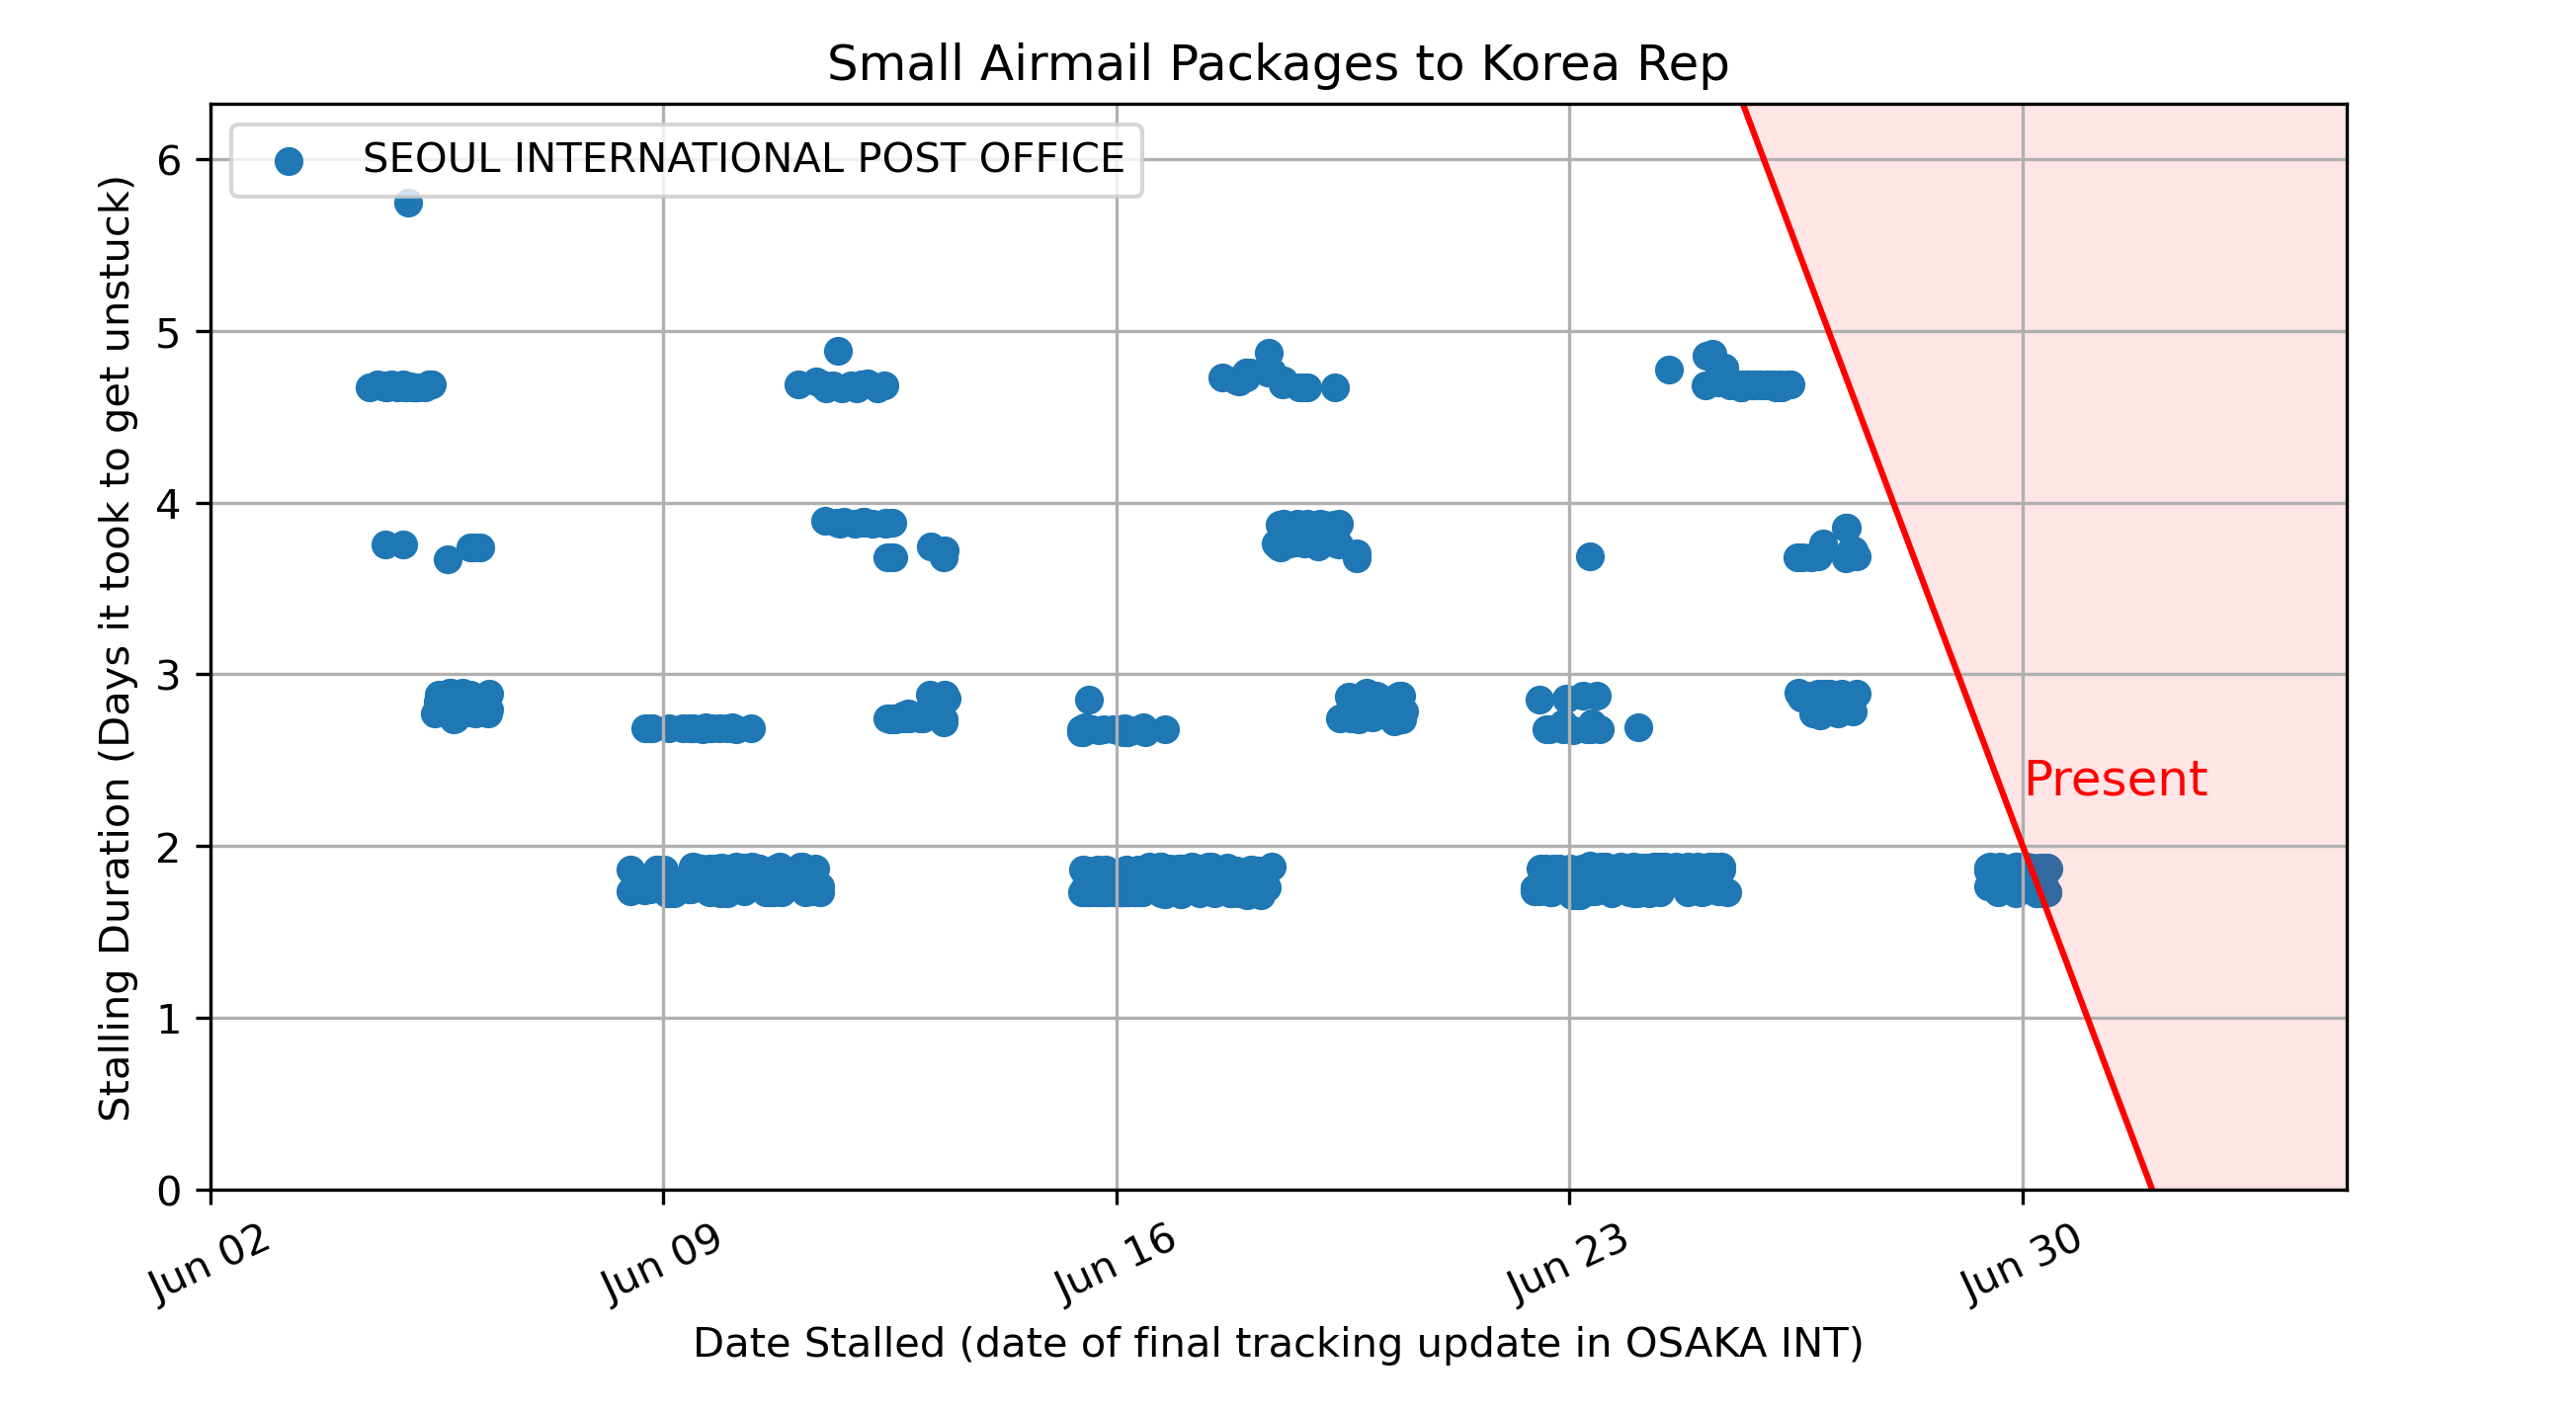 Small Airmail Packages to Korea Rep
SEOUL INTERNATIONAL POST OFFICE
Stalling Duration (Days it took to get unstuck)
6
5
4
3
2
1
0
Present
Jun 02
Jun 09
Jun 16
Jun 23
Jun 30
Date Stalled (date of final tracking update in OSAKA INT)